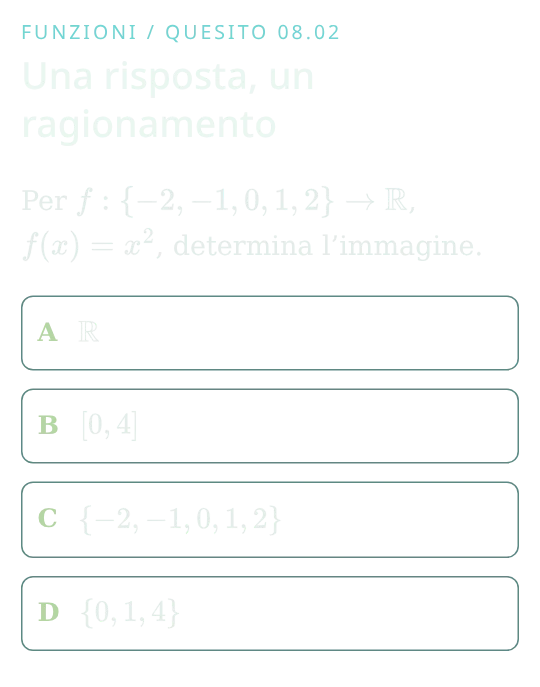 FUNZIONI / QUESITO 08.02
Una risposta, un
ragionamento
Per f : {−2, −1, 0, 1, 2} → ℝ,
f(x) = x², determina l’immagine.
A ℝ
B [0, 4]
C {−2, −1, 0, 1, 2}
D {0, 1, 4}